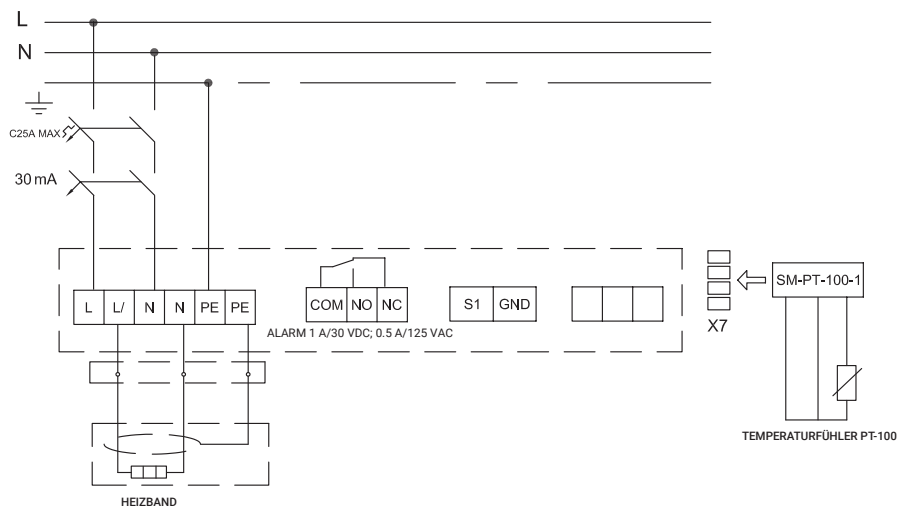 L
N
C25A MAX
30 mA
L L/ N N PE PE
COM NO NC
S1 GND
SM-PT-100-1
X7
ALARM 1 A/30 VDC; 0.5 A/125 VAC
TEMPERATURFÜHLER PT-100
HEIZBAND